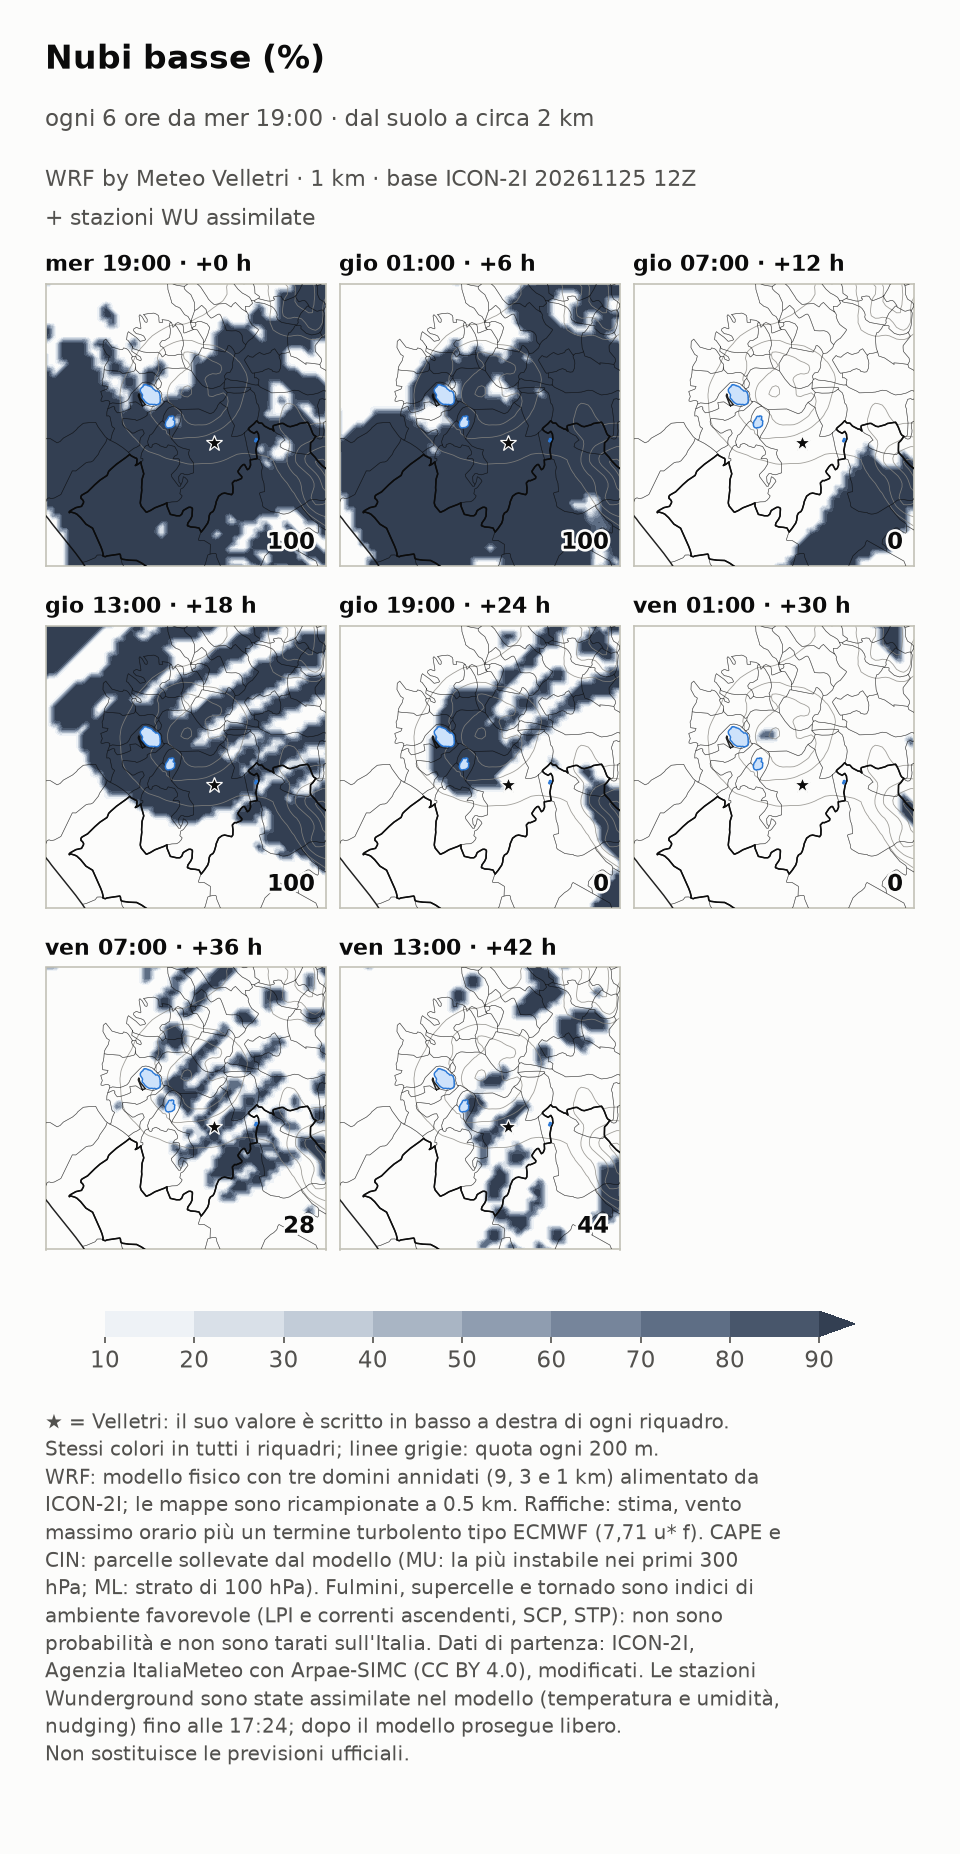 Nubi basse (%)
ogni 6 ore da mer 19:00 · dal suolo a circa 2 km
WRF by Meteo Velletri · 1 km · base ICON-2I 20261125 12Z
+ stazioni WU assimilate
mer 19:00 · +0 h
gio 01:00 · +6 h
gio 07:00 · +12 h
100
100
0
gio 13:00 · +18 h
gio 19:00 · +24 h
ven 01:00 · +30 h
100
0
0
ven 07:00 · +36 h
ven 13:00 · +42 h
28
44
10 20 30 40 50 60 70 80 90
★ = Velletri: il suo valore è scritto in basso a destra di ogni riquadro.
Stessi colori in tutti i riquadri; linee grigie: quota ogni 200 m.
WRF: modello fisico con tre domini annidati (9, 3 e 1 km) alimentato da
ICON-2I; le mappe sono ricampionate a 0.5 km. Raffiche: stima, vento
massimo orario più un termine turbolento tipo ECMWF (7,71 u* f). CAPE e
CIN: parcelle sollevate dal modello (MU: la più instabile nei primi 300
hPa; ML: strato di 100 hPa). Fulmini, supercelle e tornado sono indici di
ambiente favorevole (LPI e correnti ascendenti, SCP, STP): non sono
probabilità e non sono tarati sull'Italia. Dati di partenza: ICON-2I,
Agenzia ItaliaMeteo con Arpae-SIMC (CC BY 4.0), modificati. Le stazioni
Wunderground sono state assimilate nel modello (temperatura e umidità,
nudging) fino alle 17:24; dopo il modello prosegue libero.
Non sostituisce le previsioni ufficiali.